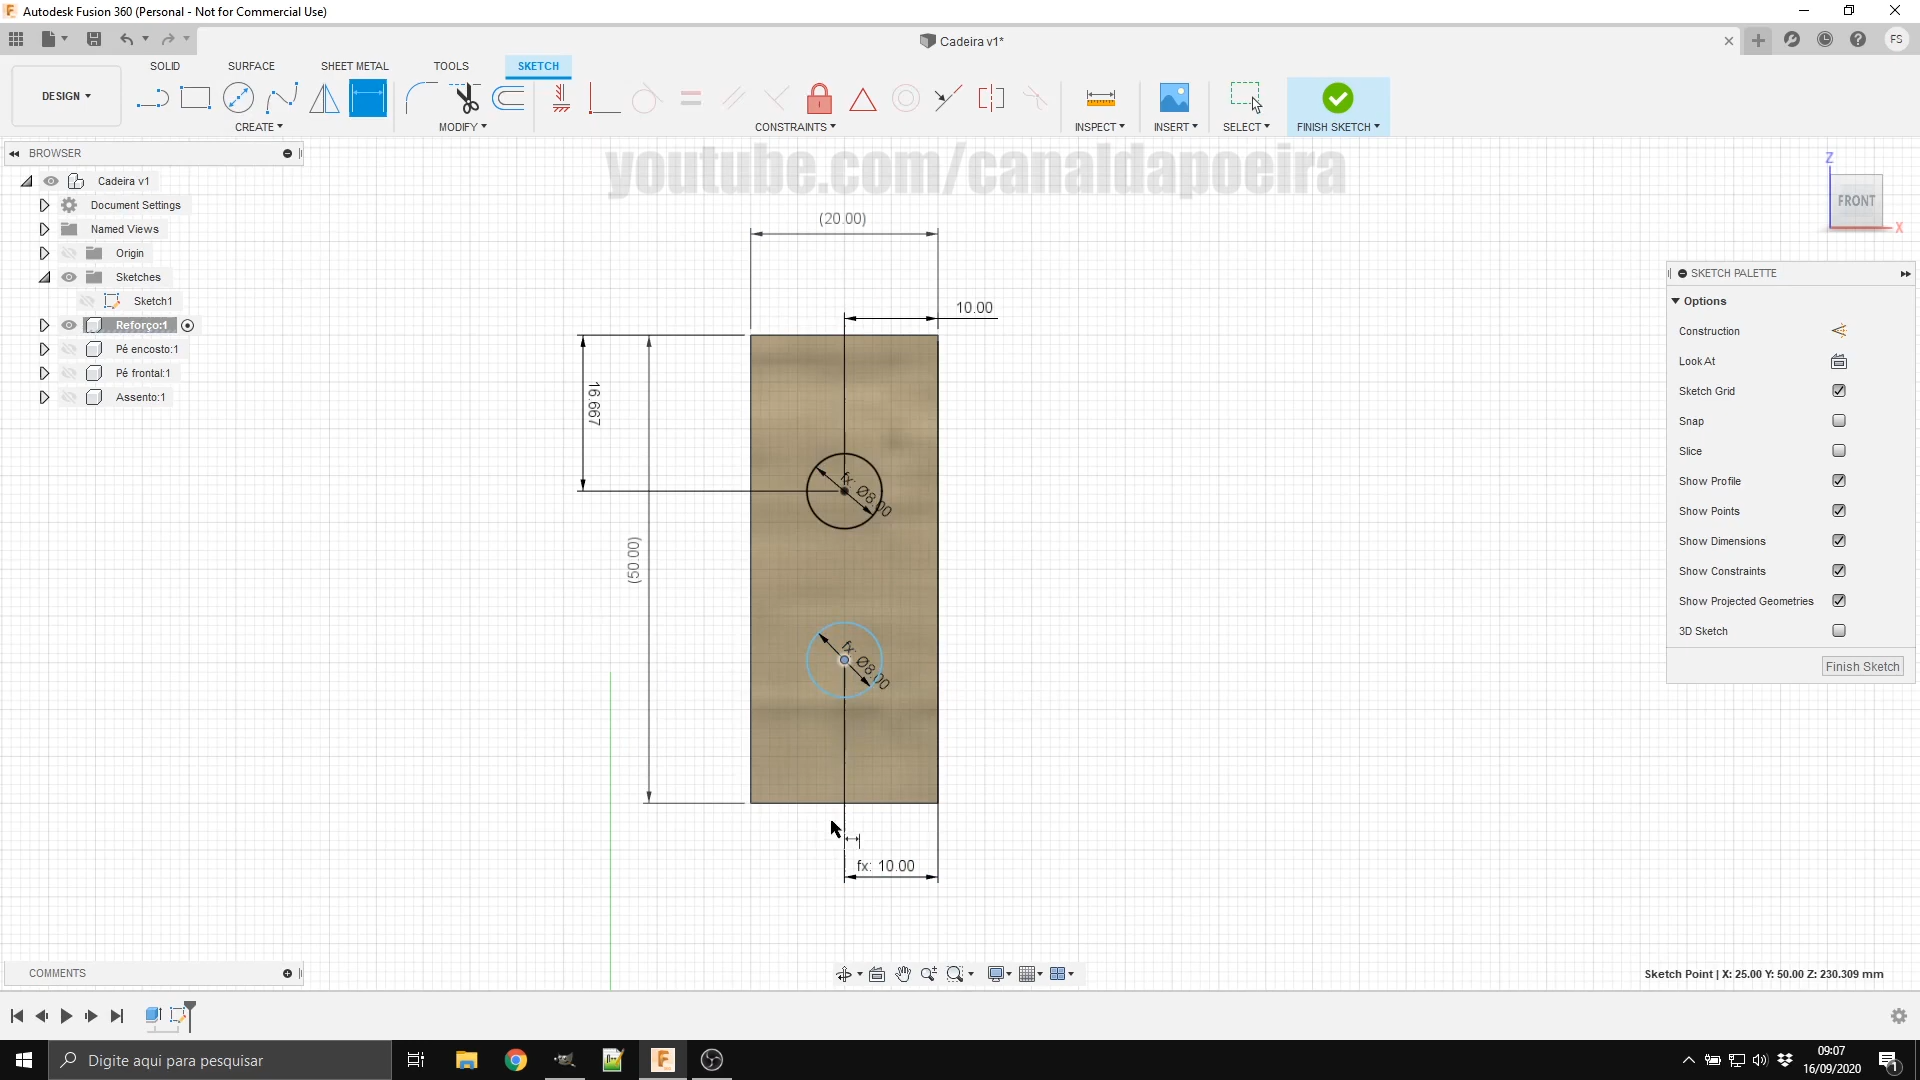 Autodesk Fusion 360 (Personal - Not for Commercial Use)
Cadeira v1*
FS
SOLID
SURFACE
SHEET METAL
TOOLS
SKETCH
DESIGN
CREATE
MODIFY
CONSTRAINTS
INSPECT
INSERT
SELECT
FINISH SKETCH
BROWSER
Cadeira v1
Document Settings
Named Views
Origin
Sketches
Sketch1
Reforço:1
Pé encosto:1
Pé frontal:1
Assento:1
youtube.com/canaldapoeira
(20.00)
10.00
16.667
(50.00)
fx: Ø8.00
fx: Ø8.00
fx: 10.00
Z
FRONT
X
SKETCH PALETTE
Options
Construction
Look At
Sketch Grid
Snap
Slice
Show Profile
Show Points
Show Dimensions
Show Constraints
Show Projected Geometries
3D Sketch
Finish Sketch
COMMENTS
Sketch Point | X: 25.00 Y: 50.00 Z: 230.309 mm
Digite aqui para pesquisar
09:07
16/09/2020
1